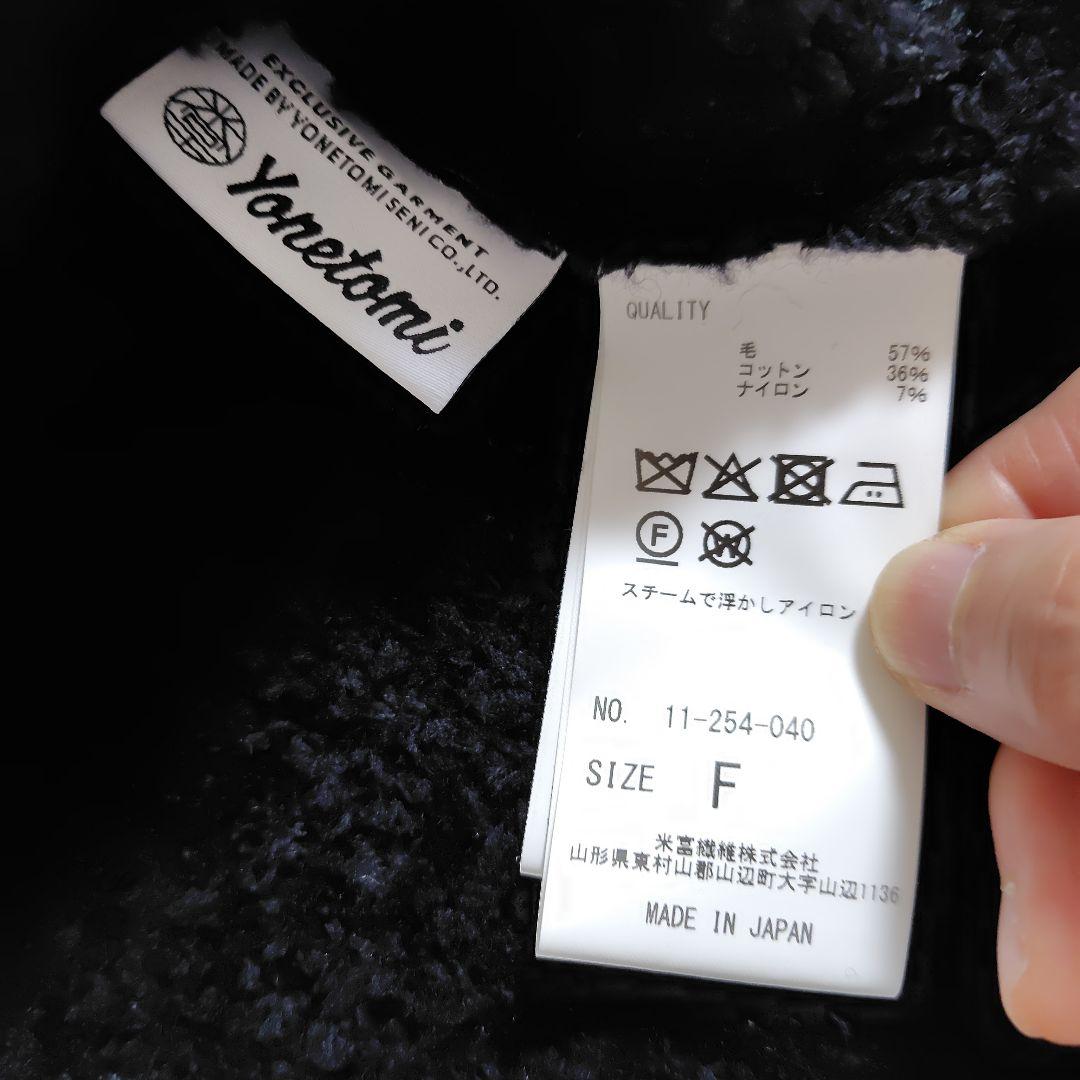 EXCLUSIVE GARMENT
MADE BY YONETOMI SENI CO.,LTD.
Yonetomi
QUALITY
毛 57%
コットン 36%
ナイロン 7%
F
W
スチームで浮かしアイロン
NO. 11-254-040
SIZE F
米富繊維株式会社
山形県東村山郡山辺町大字山辺1136
MADE IN JAPAN